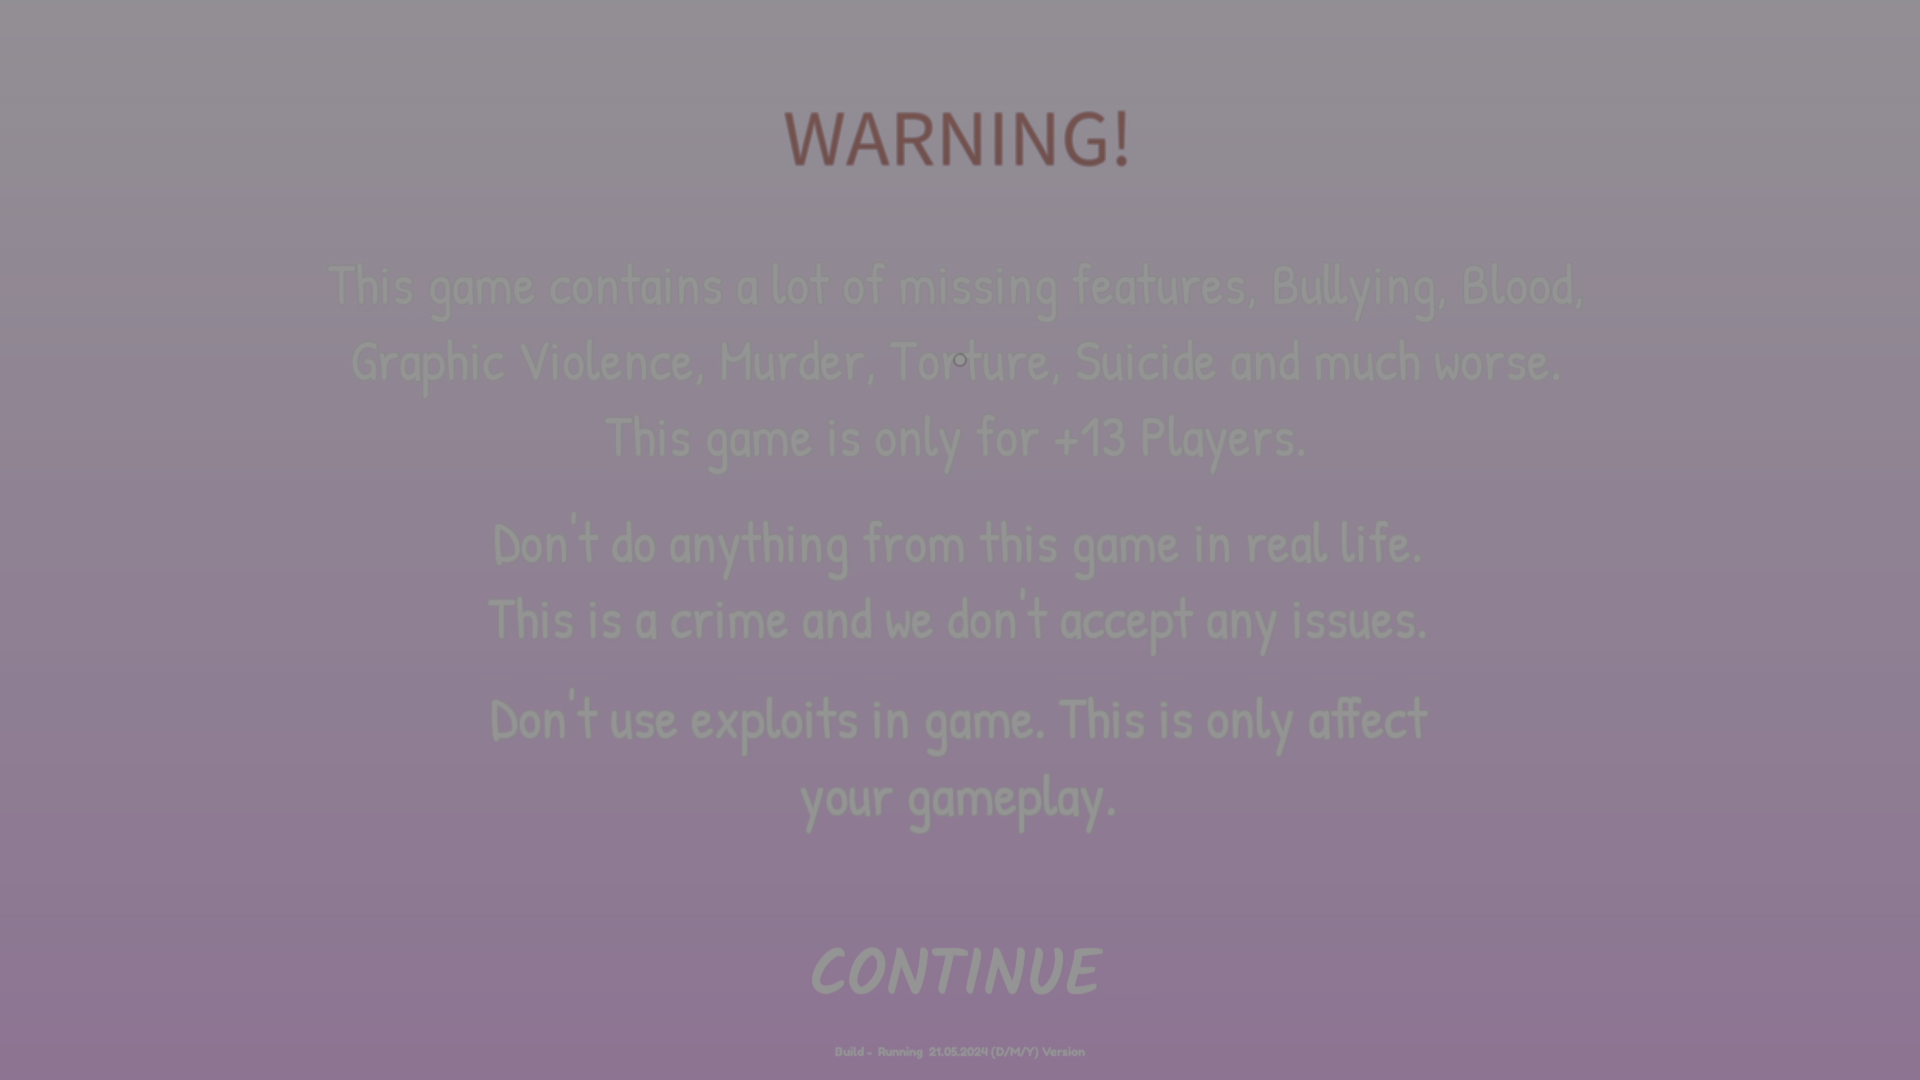 WARNING!
This game contains a lot of missing features, Bullying, Blood,
Graphic Violence, Murder, Torture, Suicide and much worse.
This game is only for +13 Players.
Don't do anything from this game in real life.
This is a crime and we don't accept any issues.
Don't use exploits in game. This is only affect
your gameplay.
CONTINUE
Build - Running 21.05.2024 (D/M/Y) Version